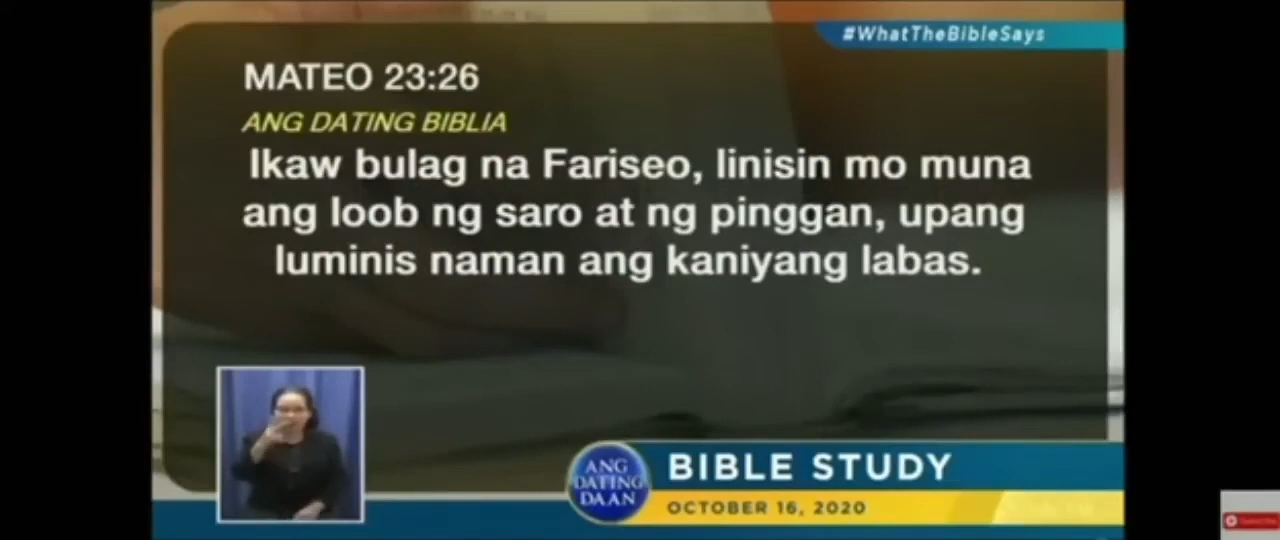 #WhatTheBibleSays
MATEO 23:26
ANG DATING BIBLIA
Ikaw bulag na Fariseo, linisin mo muna
ang loob ng saro at ng pinggan, upang
luminis naman ang kaniyang labas.
ANG
DATING
DAAN
BIBLE STUDY
OCTOBER 16, 2020